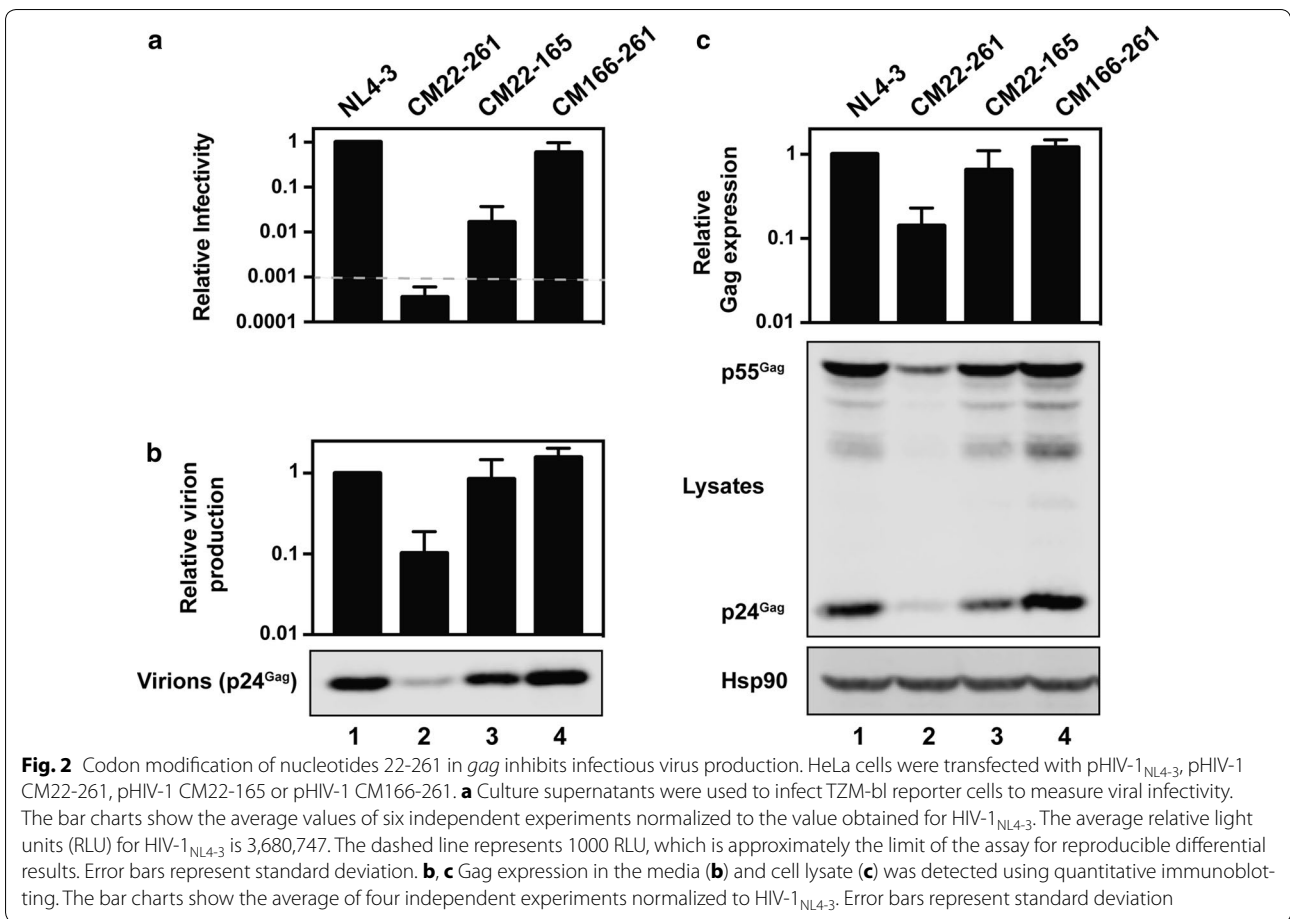 a
NL4-3
CM22-261
CM22-165
CM166-261
Relative Infectivity
1
0.1
0.01
0.001
0.0001
b
Relative virion
production
1
0.1
0.01
Virions (p24Gag)
1 2 3 4
c
NL4-3
CM22-261
CM22-165
CM166-261
Relative
Gag expression
1
0.1
0.01
p55Gag
Lysates
p24Gag
Hsp90
1 2 3 4
Fig. 2 Codon modification of nucleotides 22-261 in gag inhibits infectious virus production. HeLa cells were transfected with pHIV-1NL4-3, pHIV-1
CM22-261, pHIV-1 CM22-165 or pHIV-1 CM166-261. a Culture supernatants were used to infect TZM-bl reporter cells to measure viral infectivity.
The bar charts show the average values of six independent experiments normalized to the value obtained for HIV-1NL4-3. The average relative light
units (RLU) for HIV-1NL4-3 is 3,680,747. The dashed line represents 1000 RLU, which is approximately the limit of the assay for reproducible differential
results. Error bars represent standard deviation. b, c Gag expression in the media (b) and cell lysate (c) was detected using quantitative immunoblot-
ting. The bar charts show the average of four independent experiments normalized to HIV-1NL4-3. Error bars represent standard deviation